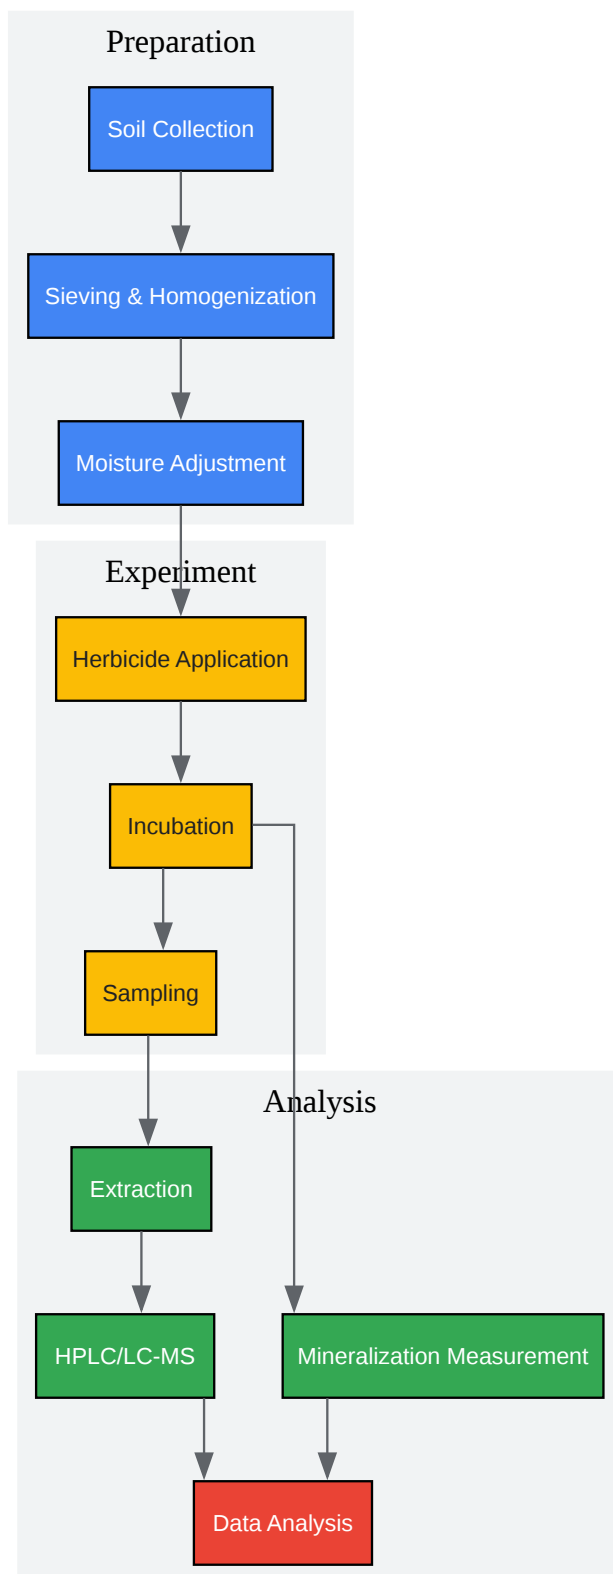 Preparation
Soil Collection
Sieving & Homogenization
Moisture Adjustment
Experiment
Herbicide Application
Incubation
Sampling
Analysis
Extraction
HPLC/LC-MS
Mineralization Measurement
Data Analysis